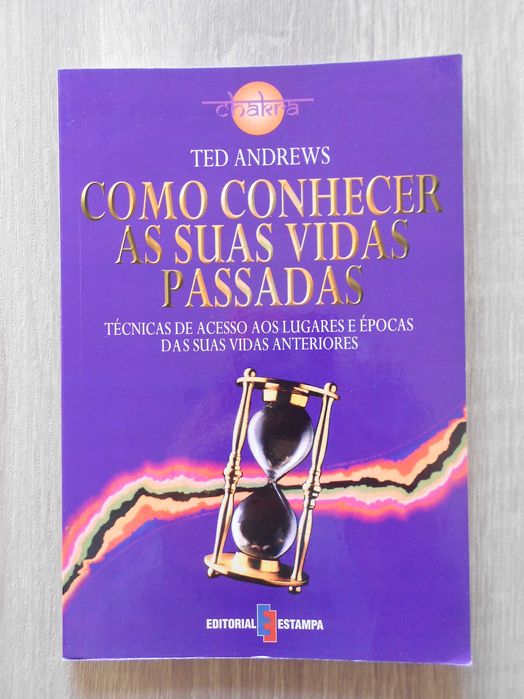 chakra
TED ANDREWS
COMO CONHECER
AS SUAS VIDAS
PASSADAS
TÉCNICAS DE ACESSO AOS LUGARES E ÉPOCAS
DAS SUAS VIDAS ANTERIORES
EDITORIAL EE ESTAMPA